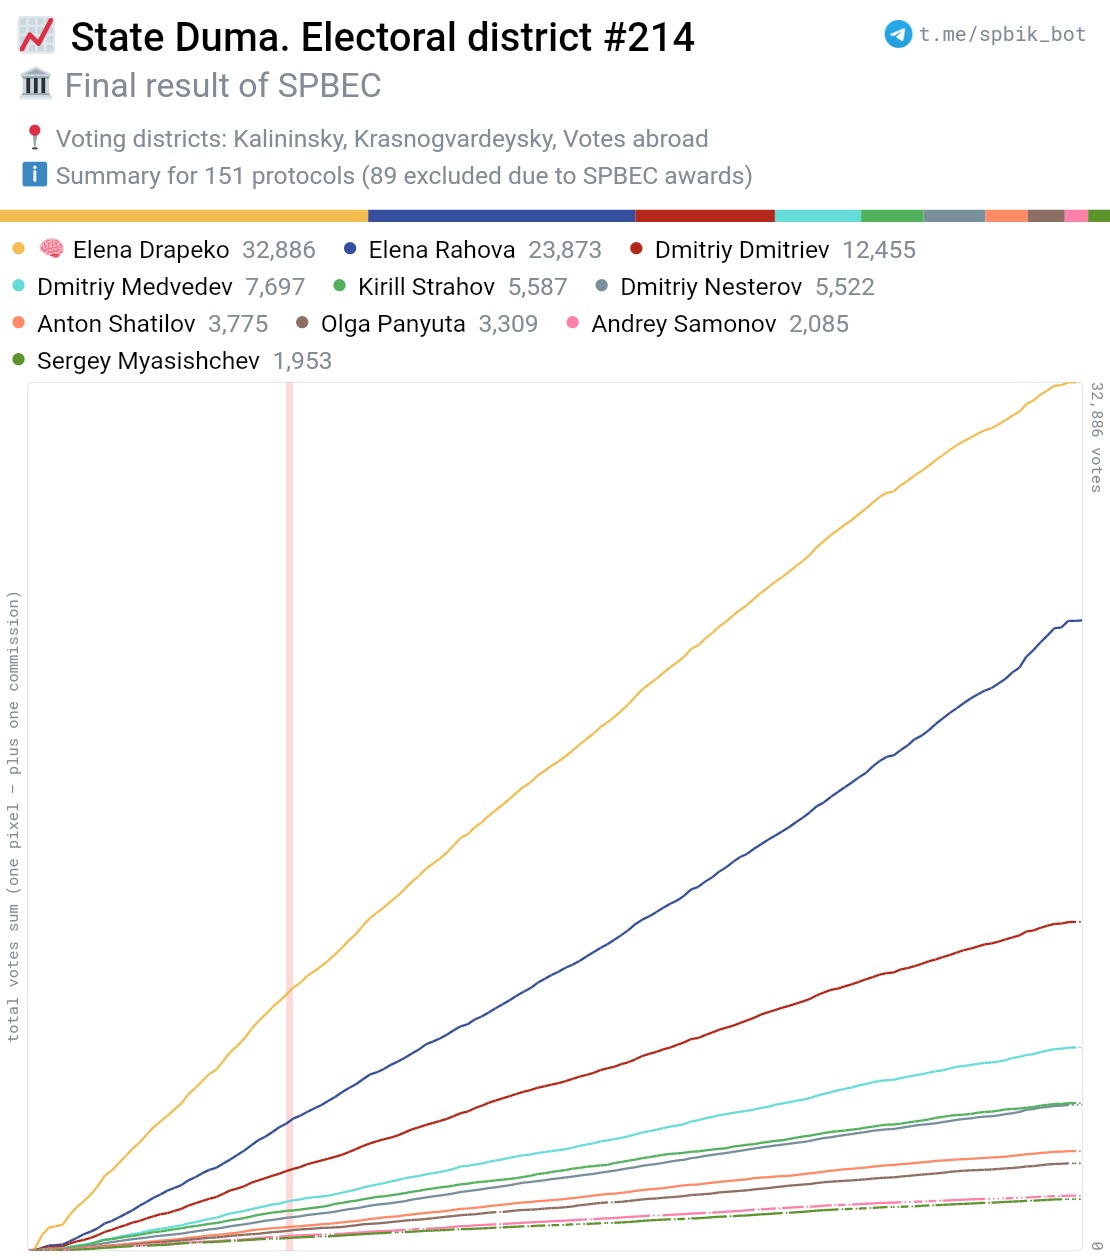 State Duma. Electoral district #214
t.me/spbik_bot
Final result of SPBEC
Voting districts: Kalininsky, Krasnogvardeysky, Votes abroad
Summary for 151 protocols (89 excluded due to SPBEC awards)
Elena Drapeko 32,886 Elena Rahova 23,873 Dmitriy Dmitriev 12,455
Dmitriy Medvedev 7,697 Kirill Strahov 5,587 Dmitriy Nesterov 5,522
Anton Shatilov 3,775 Olga Panyuta 3,309 Andrey Samonov 2,085
Sergey Myasishchev 1,953
32,886 votes
total votes sum (one pixel — plus one commission)
0